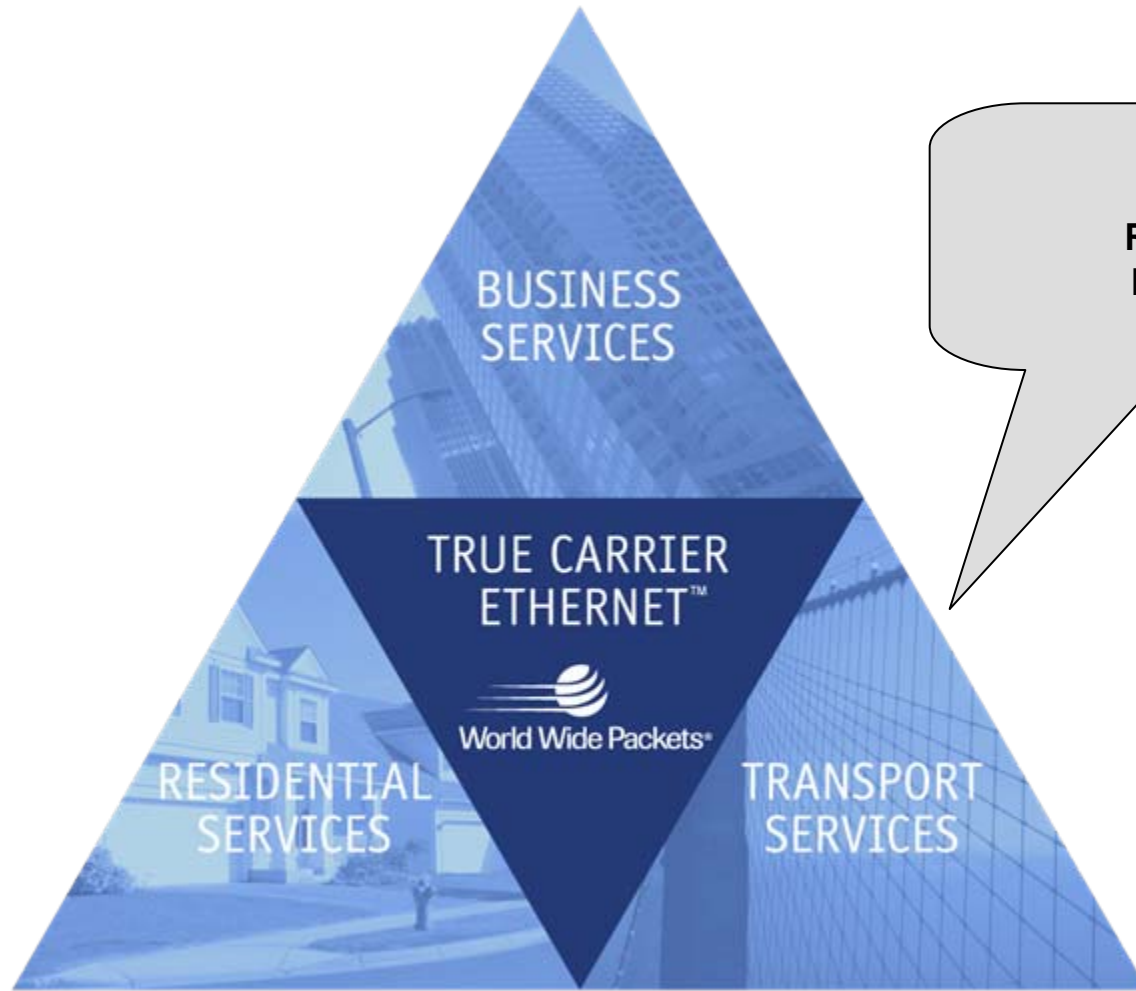 BUSINESS
SERVICES
TRUE CARRIER
ETHERNET™
World Wide Packets®
RESIDENTIAL
SERVICES
TRANSPORT
SERVICES